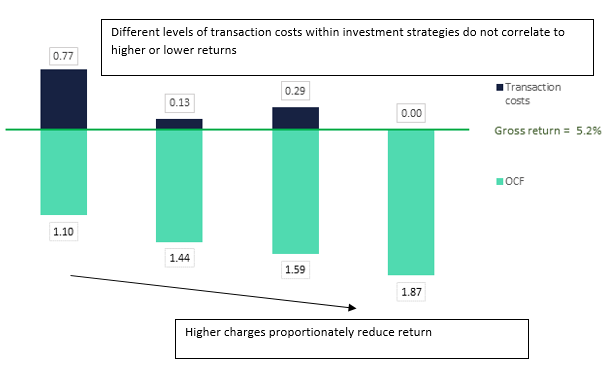 Different levels of transaction costs within investment strategies do not correlate to
higher or lower returns
0.77
0.13
0.29
0.00
Transaction
costs
Gross return = 5.2%
OCF
1.10
1.44
1.59
1.87
Higher charges proportionately reduce return